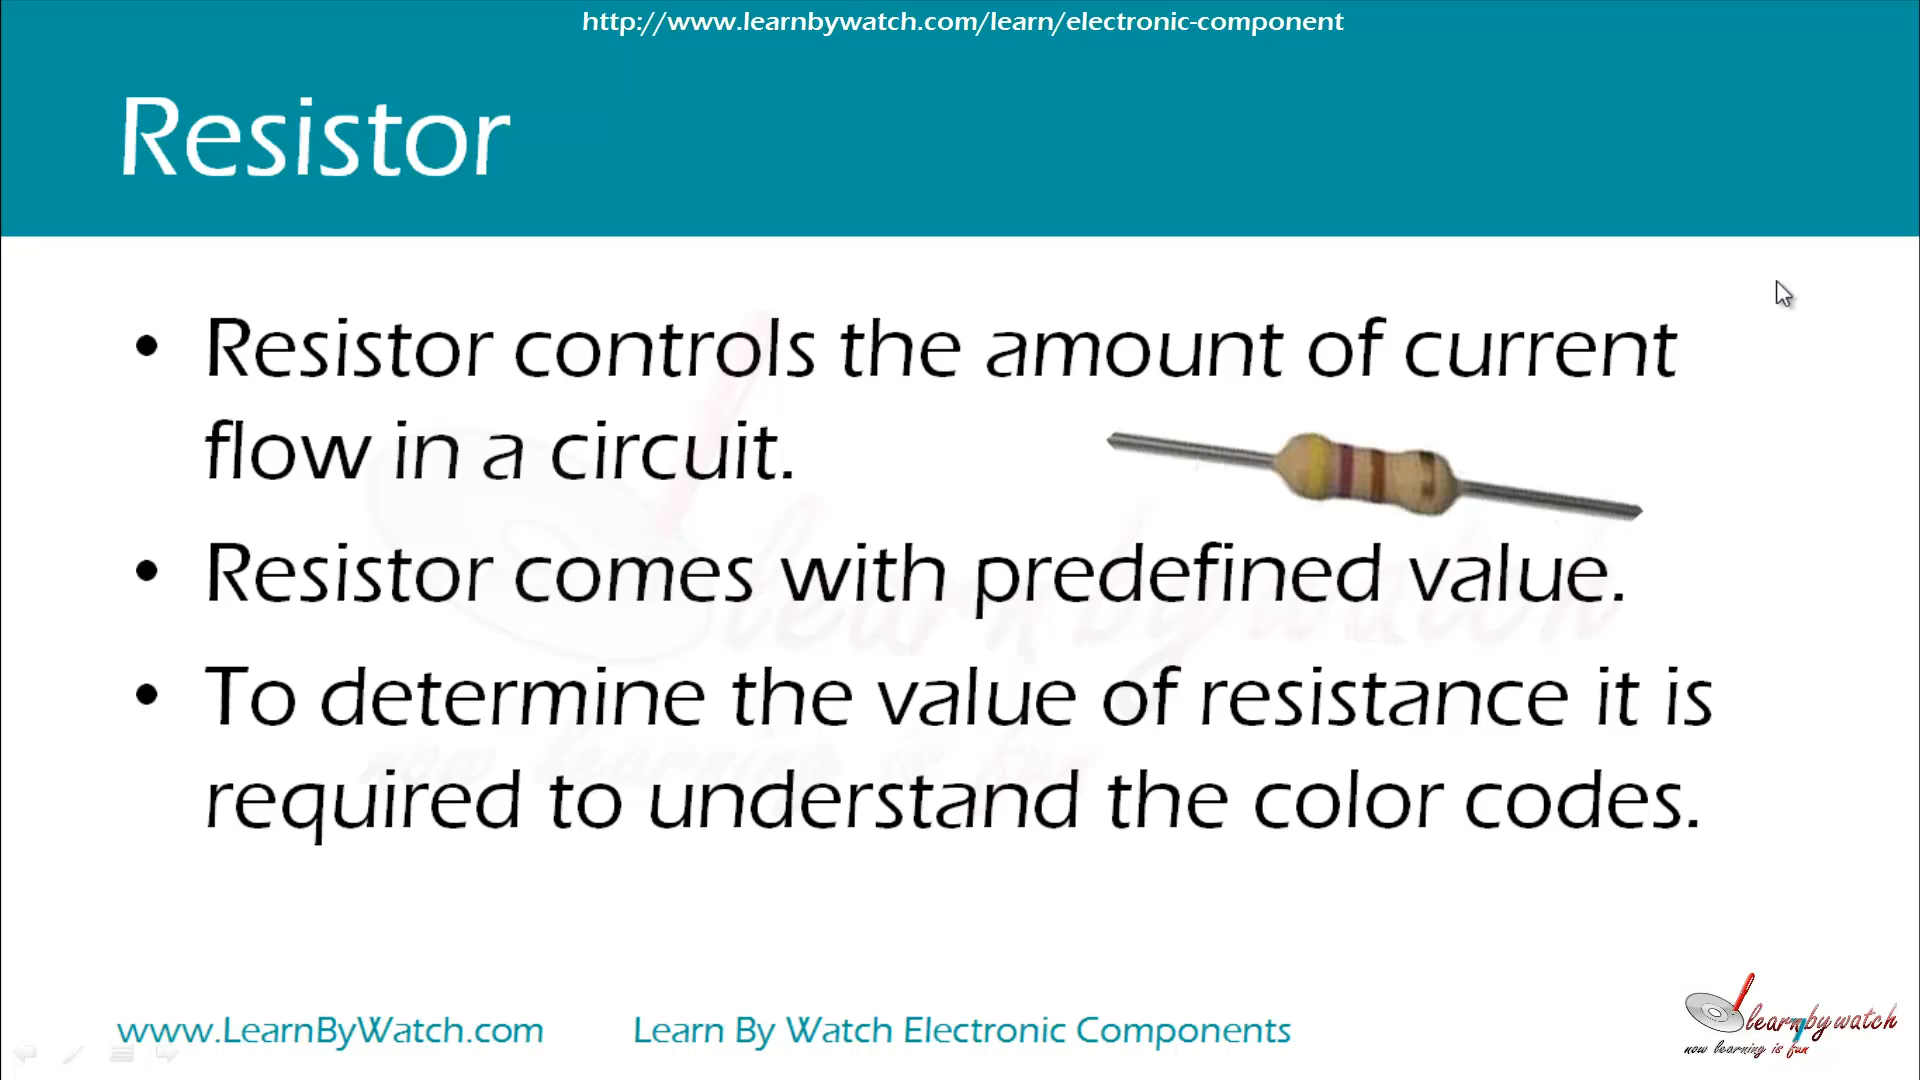 http://www.learnbywatch.com/learn/electronic-component
Resistor
• Resistor controls the amount of current
flow in a circuit.
• Resistor comes with predefined value.
• To determine the value of resistance it is
required to understand the color codes.
www.LearnByWatch.com
Learn By Watch Electronic Components
learnbywatch
now learning is fun
7